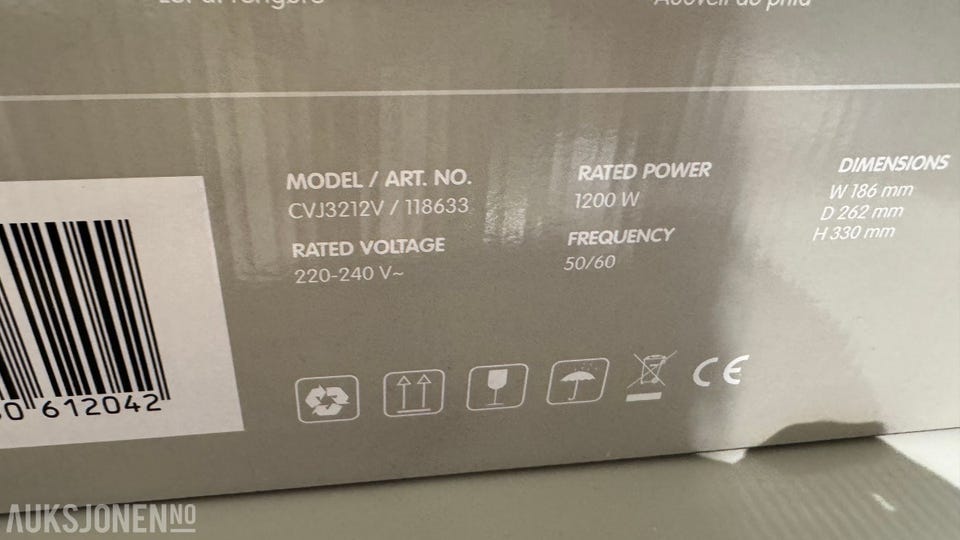 MODEL / ART. NO.
CVJ3212V / 118633
RATED VOLTAGE
220-240 V~
RATED POWER
1200 W
FREQUENCY
50/60
DIMENSIONS
W 186 mm
D 262 mm
H 330 mm
CE
0 612042
AUKSJONEN NO